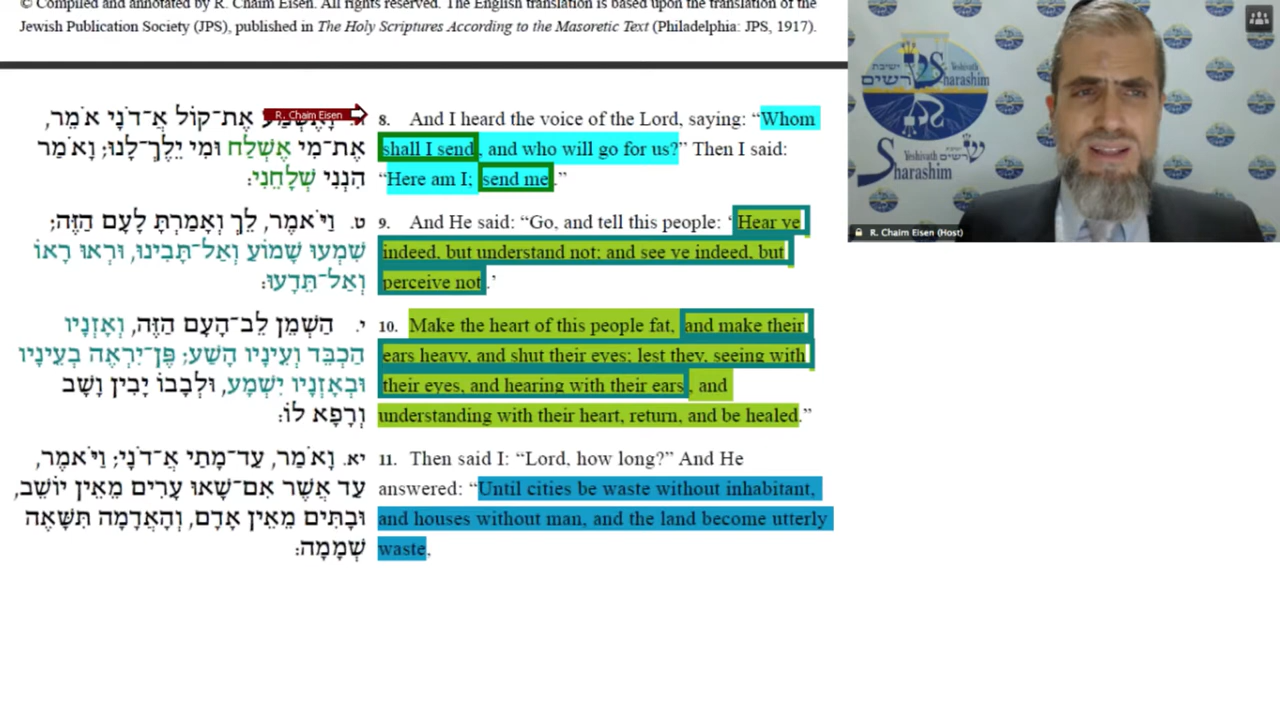 © Compiled and annotated by R. Chaim Eisen. All rights reserved. The English translation is based upon the translation of the
Jewish Publication Society (JPS), published in The Holy Scriptures According to the Masoretic Text (Philadelphia: JPS, 1917).
אֶת־קוֹל אֲ־דֹנָי אֹמֵר,
אֶת־מִי אֶשְׁלַח וּמִי יֵלֶךְ־לָנוּ; וָאֹמַר
הִנְנִי שְׁלָחֵנִי:
R. Chaim Eisen
8. And I heard the voice of the Lord, saying: “Whom
shall I send, and who will go for us?” Then I said:
“Here am I; send me.”
ט. וַיֹּאמֶר, לֵךְ וְאָמַרְתָּ לָעָם הַזֶּה;
שִׁמְעוּ שָׁמוֹעַ וְאַל־תָּבִינוּ, וּרְאוּ רָאוֹ
וְאַל־תֵּדָעוּ:
9. And He said: “Go, and tell this people: ‘Hear ye
indeed, but understand not; and see ye indeed, but
perceive not.’
י. הַשְׁמֵן לֵב־הָעָם הַזֶּה, וְאָזְנָיו
הַכְבֵּד וְעֵינָיו הָשַׁע; פֶּן־יִרְאֶה בְעֵינָיו
וּבְאָזְנָיו יִשְׁמָע, וּלְבָבוֹ יָבִין וָשָׁב
וְרָפָא לוֹ:
10. Make the heart of this people fat, and make their
ears heavy, and shut their eyes; lest they, seeing with
their eyes, and hearing with their ears, and
understanding with their heart, return, and be healed.”
יא. וָאֹמַר, עַד־מָתַי אֲ־דֹנָי; וַיֹּאמֶר,
עַד אֲשֶׁר אִם־שָׁאוּ עָרִים מֵאֵין יוֹשֵׁב,
וּבָתִּים מֵאֵין אָדָם, וְהָאֲדָמָה תִּשָּׁאֶה
שְׁמָמָה:
11. Then said I: “Lord, how long?” And He
answered: “Until cities be waste without inhabitant,
and houses without man, and the land become utterly
waste.
Yeshivath
Sharashim
ישיבת
שרשים
Yeshivath
Sharashim
שרשים
R. Chaim Eisen (Host)